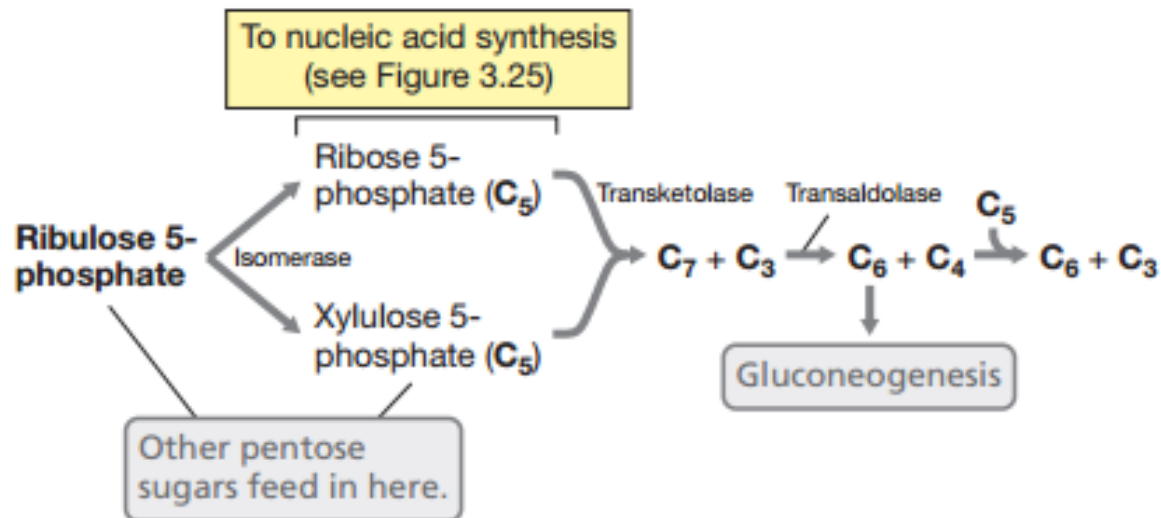 To nucleic acid synthesis
(see Figure 3.25)
Ribose 5-
phosphate (C5)
Ribulose 5-
phosphate
Isomerase
Xylulose 5-
phosphate (C5)
Transketolase
Transaldolase
C7 + C3
C6 + C4
C5
C6 + C3
Gluconeogenesis
Other pentose
sugars feed in here.